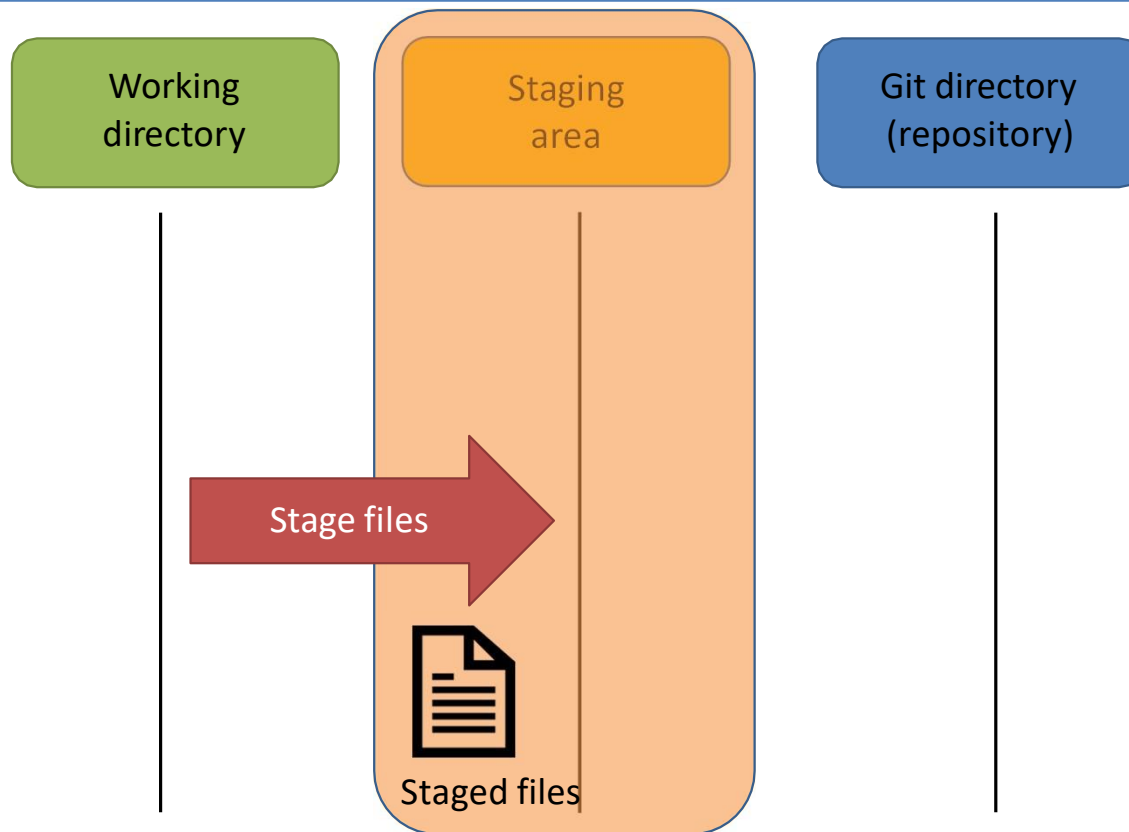 Working
directory
Staging
area
Git directory
(repository)
Stage files
Staged files